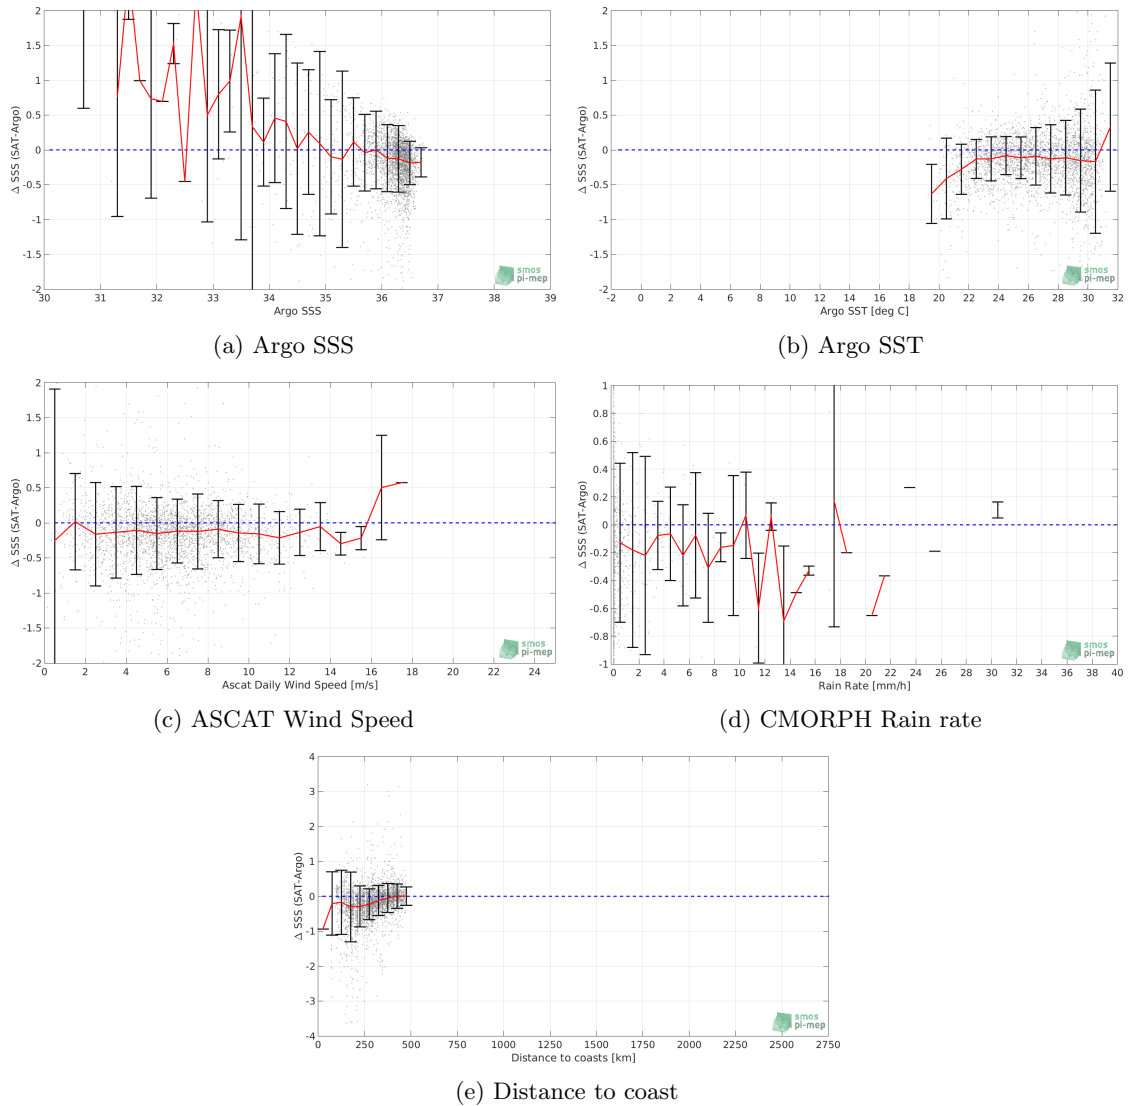 2
1.5
1
0.5
0
-0.5
-1
-1.5
-2
Δ SSS (SAT-Argo)
30 31 32 33 34 35 36 37 38 39
Argo SSS
smos
pi-mep
(a) Argo SSS
2
1.5
1
0.5
0
-0.5
-1
-1.5
-2
Δ SSS (SAT-Argo)
-2 0 2 4 6 8 10 12 14 16 18 20 22 24 26 28 30 32
Argo SST [deg C]
smos
pi-mep
(b) Argo SST
2
1.5
1
0.5
0
-0.5
-1
-1.5
-2
Δ SSS (SAT-Argo)
2 4 6 8 10 12 14 16 18 20 22 24
Ascat Daily Wind Speed [m/s]
smos
pi-mep
(c) ASCAT Wind Speed
1
0.8
0.6
0.4
0.2
0
-0.2
-0.4
-0.6
-0.8
-1
Δ SSS (SAT-Argo)
0 2 4 6 8 10 12 14 16 18 20 22 24 26 28 30 32 34 36 38 40
Rain Rate [mm/h]
smos
pi-mep
(d) CMORPH Rain rate
4
3
2
1
0
-1
-2
-3
-4
Δ SSS (SAT-Argo)
0 250 500 750 1000 1250 1500 1750 2000 2250 2500 2750
Distance to coasts [km]
smos
pi-mep
(e) Distance to coast